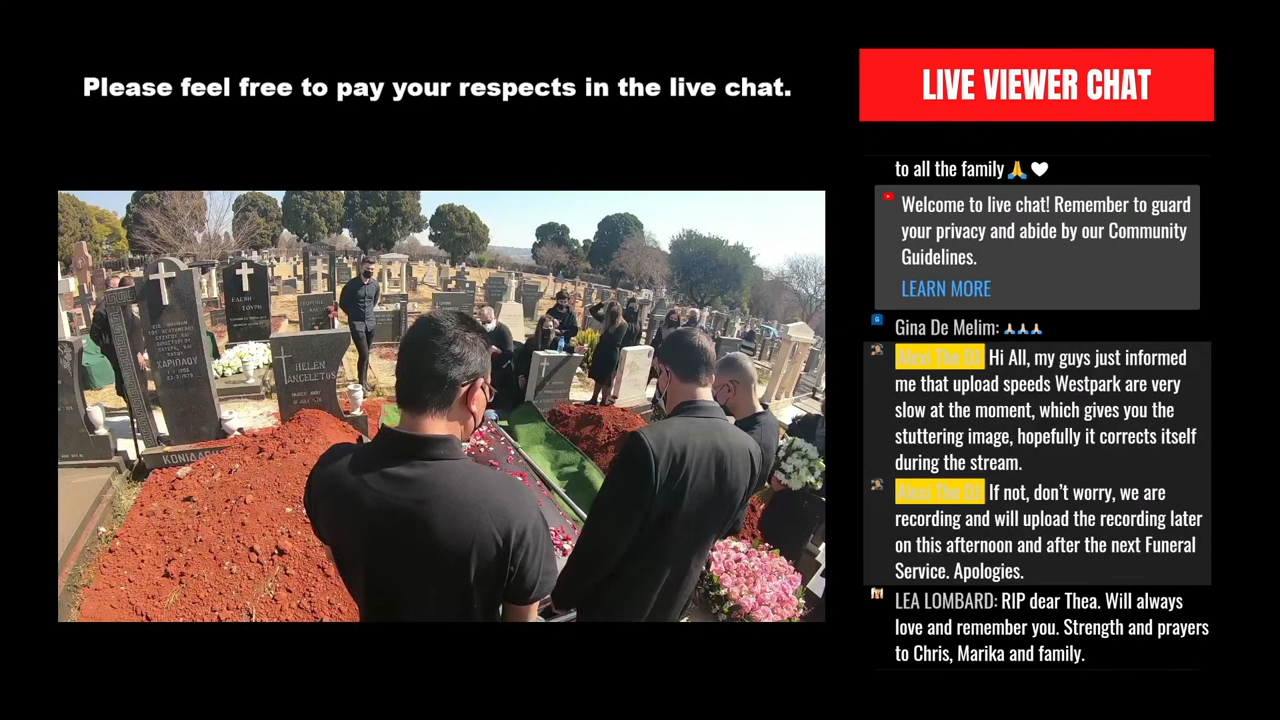 Please feel free to pay your respects in the live chat.
LIVE VIEWER CHAT
to all the family🙏🤍
Welcome to live chat! Remember to guard
your privacy and abide by our Community
Guidelines.
LEARN MORE
Gina De Melim: 🙏🙏🙏
Alexi The DJ: Hi All, my guys just informed
me that upload speeds Westpark are very
slow at the moment, which gives you the
stuttering image, hopefully it corrects itself
during the stream.
Alexi The DJ: If not, don’t worry, we are
recording and will upload the recording later
on this afternoon and after the next Funeral
Service. Apologies.
LEA LOMBARD: RIP dear Thea. Will always
love and remember you. Strength and prayers
to Chris, Marika and family.
ΕΛΕΝΗ
ΧΑΡΙΛΑΟΥ
HELEN
ANGELETOS